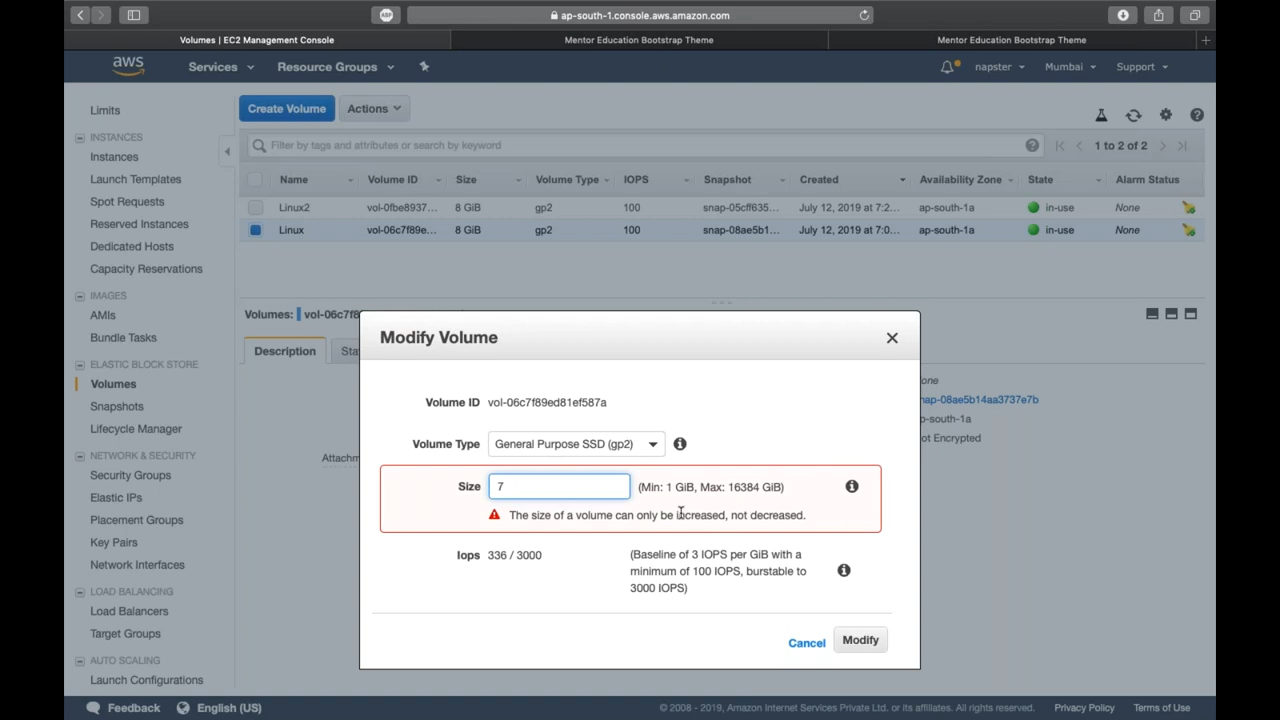 ABP
ap-south-1.console.aws.amazon.com
Volumes | EC2 Management Console
Mentor Education Bootstrap Theme
Mentor Education Bootstrap Theme
aws
Services
Resource Groups
napster
Mumbai
Support
Limits
INSTANCES
Instances
Launch Templates
Spot Requests
Reserved Instances
Dedicated Hosts
Capacity Reservations
IMAGES
AMIs
Bundle Tasks
ELASTIC BLOCK STORE
Volumes
Snapshots
Lifecycle Manager
NETWORK & SECURITY
Security Groups
Elastic IPs
Placement Groups
Key Pairs
Network Interfaces
LOAD BALANCING
Load Balancers
Target Groups
AUTO SCALING
Launch Configurations
Create Volume
Actions
Filter by tags and attributes or search by keyword
1 to 2 of 2
Name Volume ID Size Volume Type IOPS Snapshot Created Availability Zone State Alarm Status
Linux2 vol-0fbe8937... 8 GiB gp2 100 snap-05cff635... July 12, 2019 at 7:2... ap-south-1a in-use None
Linux vol-06c7f89e... 8 GiB gp2 100 snap-08ae5b1... July 12, 2019 at 7:0... ap-south-1a in-use None
Volumes: vol-06c7f8
Description
Sta
Attachm
one
nap-08ae5b14aa3737e7b
p-south-1a
ot Encrypted
Modify Volume
Volume ID vol-06c7f89ed81ef587a
Volume Type General Purpose SSD (gp2)
Size 7 (Min: 1 GiB, Max: 16384 GiB)
The size of a volume can only be increased, not decreased.
Iops 336 / 3000 (Baseline of 3 IOPS per GiB with a
minimum of 100 IOPS, burstable to
3000 IOPS)
Cancel
Modify
Feedback
English (US)
© 2008 - 2019, Amazon Internet Services Private Ltd. or its affiliates. All rights reserved.
Privacy Policy
Terms of Use